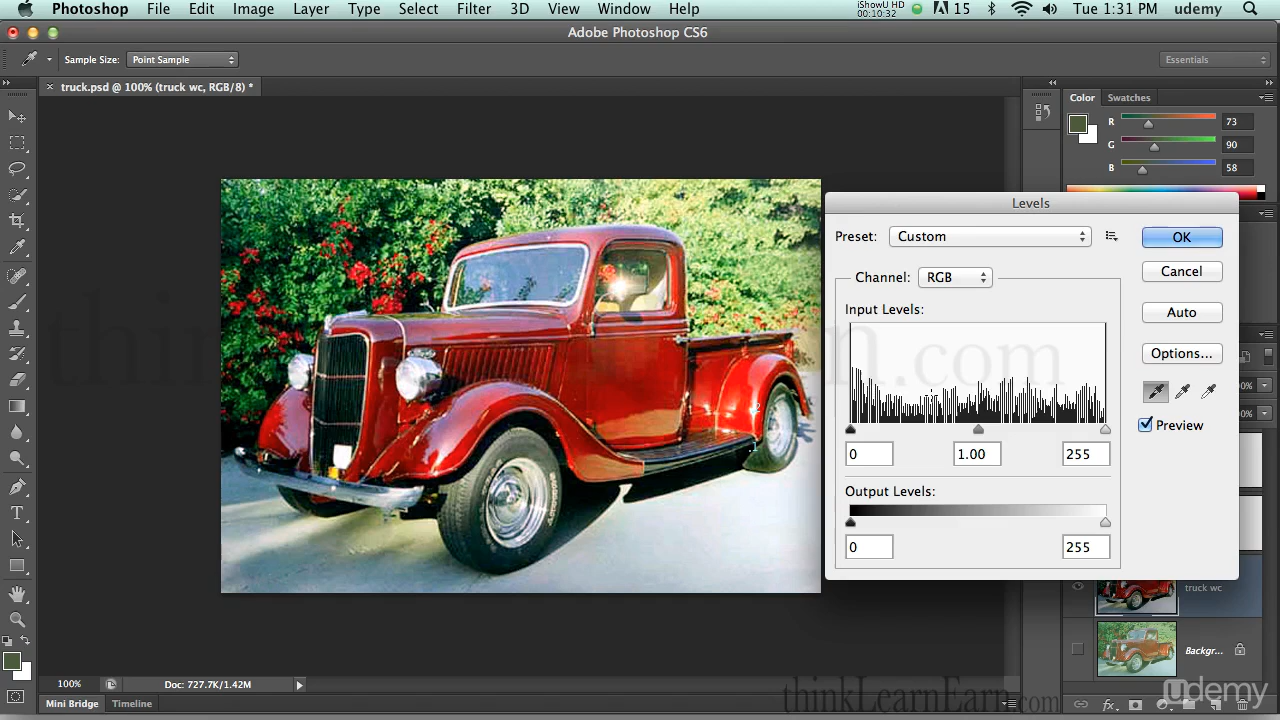 Photoshop File Edit Image Layer Type Select Filter 3D View Window Help iShowU HD 00:10:32 15 Tue 1:31 PM udemy
Adobe Photoshop CS6
Sample Size: Point Sample Essentials
× truck.psd @ 100% (truck wc, RGB/8) *
Color Swatches
R 73
G 90
B 58
Levels
Preset: Custom OK
Cancel
Channel: RGB
Input Levels:
Auto
Options...
Preview
0 1.00 255
Output Levels:
0 255
thinkLearnEarn.com
truck wc
Backgr...
100% Doc: 727.7K/1.42M
Mini Bridge Timeline
thinkLearnEarn.com
udemy